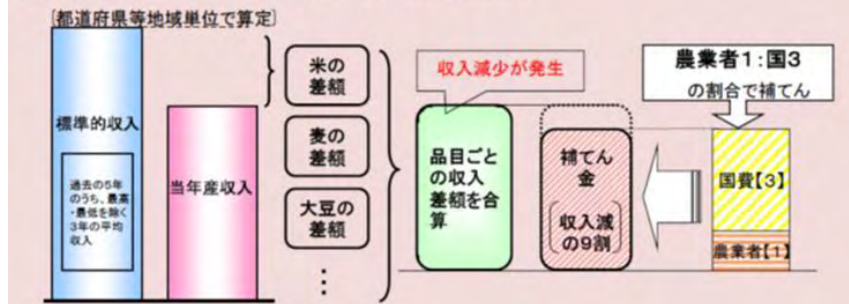 [都道府県等地域単位で算定]
標準的収入
過去の5年
のうち、最高
・最低を除く
3年の平均
収入
当年産収入
米の
差額
麦の
差額
大豆の
差額
⋮
収入減少が発生
品目ごと
の収入
差額を合
算
補てん
金
収入減
の9割
農業者1:国3
の割合で補てん
国費【3】
農業者【1】